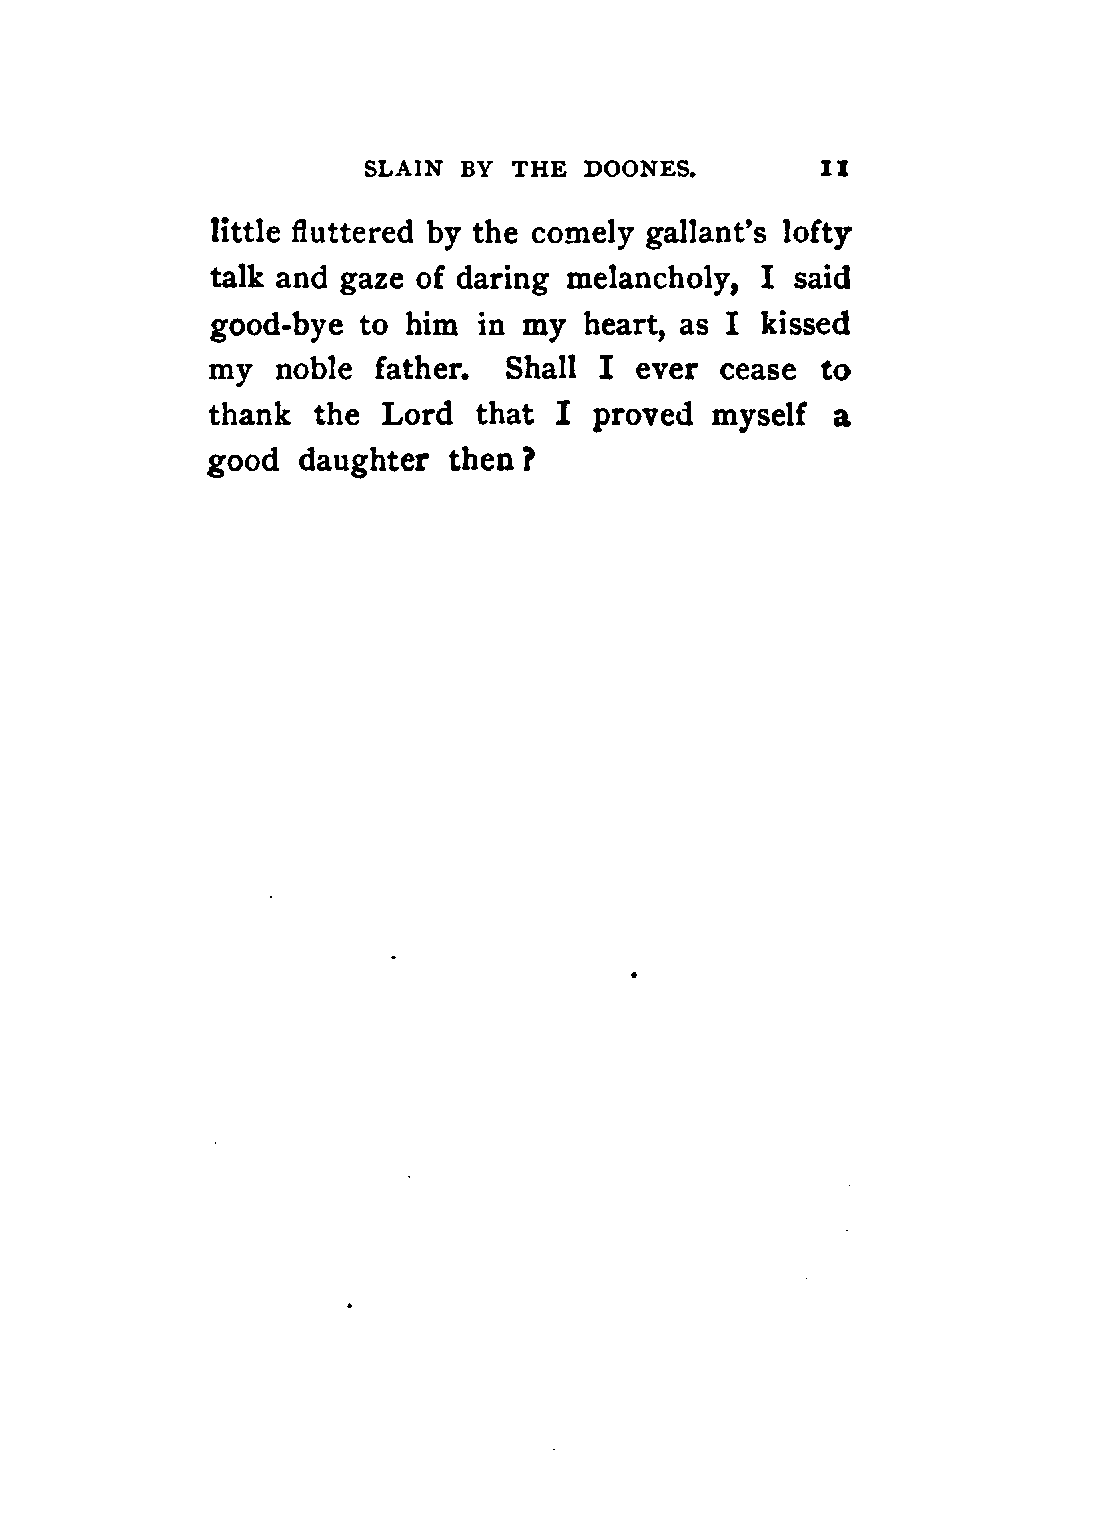 SLAIN BY THE DOONES. 11
little fluttered by the comely gallant's lofty
talk and gaze of daring melancholy, I said
good-bye to him in my heart, as I kissed
my noble father. Shall I ever cease to
thank the Lord that I proved myself a
good daughter then?